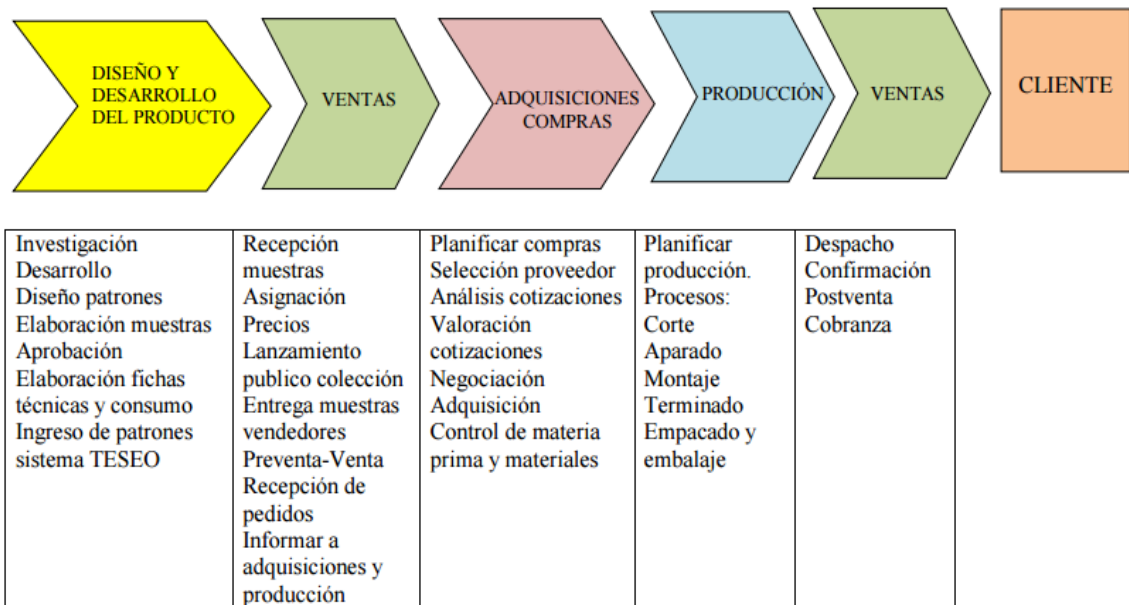 DISEÑO Y
DESARROLLO
DEL PRODUCTO
VENTAS
ADQUISICIONES
COMPRAS
PRODUCCIÓN
VENTAS
CLIENTE
Investigación
Desarrollo
Diseño patrones
Elaboración muestras
Aprobación
Elaboración fichas
técnicas y consumo
Ingreso de patrones
sistema TESEO
Recepción
muestras
Asignación
Precios
Lanzamiento
publico colección
Entrega muestras
vendedores
Preventa-Venta
Recepción de
pedidos
Informar a
adquisiciones y
producción
Planificar compras
Selección proveedor
Análisis cotizaciones
Valoración
cotizaciones
Negociación
Adquisición
Control de materia
prima y materiales
Planificar
producción.
Procesos:
Corte
Aparado
Montaje
Terminado
Empacado y
embalaje
Despacho
Confirmación
Postventa
Cobranza